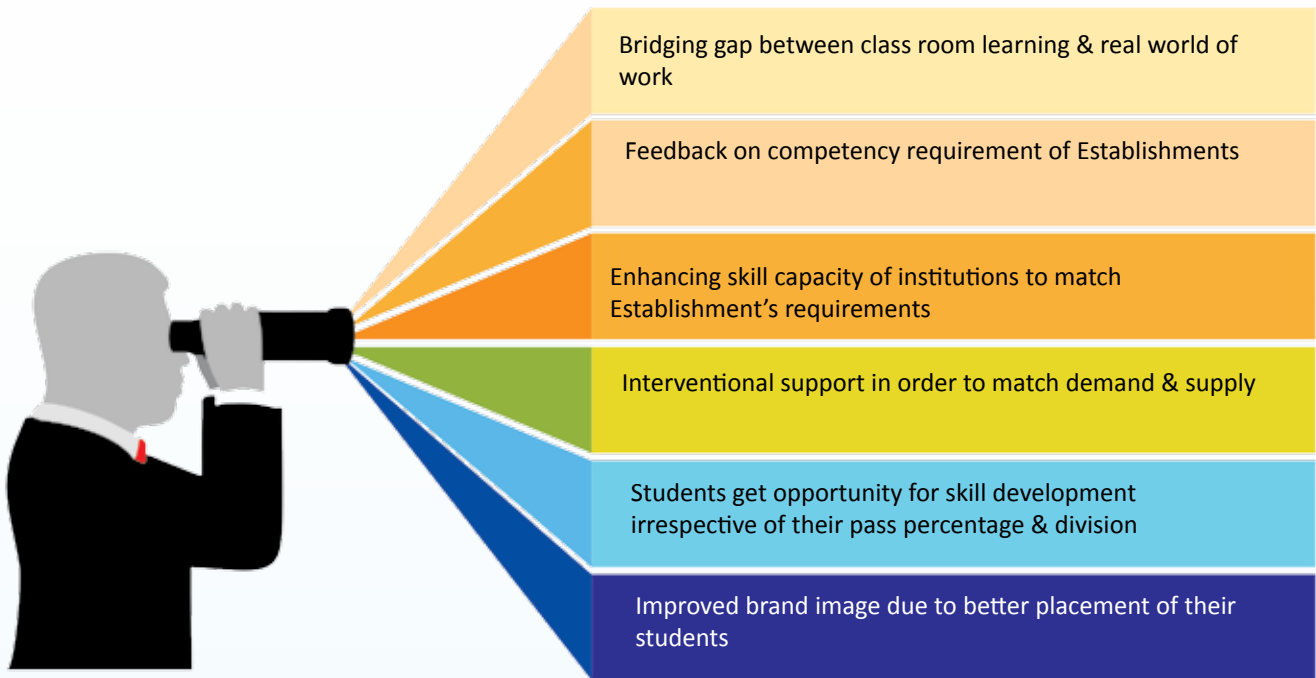 Bridging gap between class room learning & real world of
work
Feedback on competency requirement of Establishments
Enhancing skill capacity of institutions to match
Establishment’s requirements
Interventional support in order to match demand & supply
Students get opportunity for skill development
irrespective of their pass percentage & division
Improved brand image due to better placement of their
students